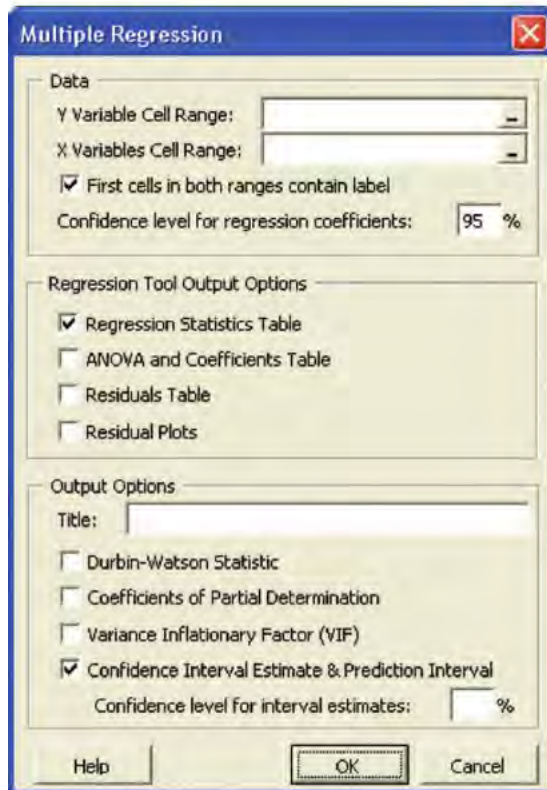 Multiple Regression
Data
Y Variable Cell Range:
X Variables Cell Range:
First cells in both ranges contain label
Confidence level for regression coefficients: 95 %
Regression Tool Output Options
Regression Statistics Table
ANOVA and Coefficients Table
Residuals Table
Residual Plots
Output Options
Title:
Durbin-Watson Statistic
Coefficients of Partial Determination
Variance Inflationary Factor (VIF)
Confidence Interval Estimate & Prediction Interval
Confidence level for interval estimates: %
Help OK Cancel